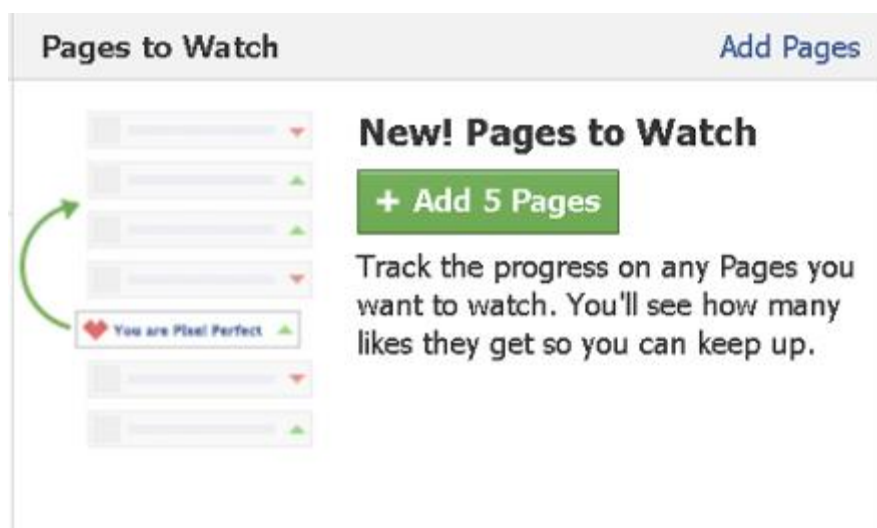 Pages to Watch
Add Pages
New! Pages to Watch
+ Add 5 Pages
Track the progress on any Pages you
want to watch. You'll see how many
likes they get so you can keep up.
You are Pixel Perfect